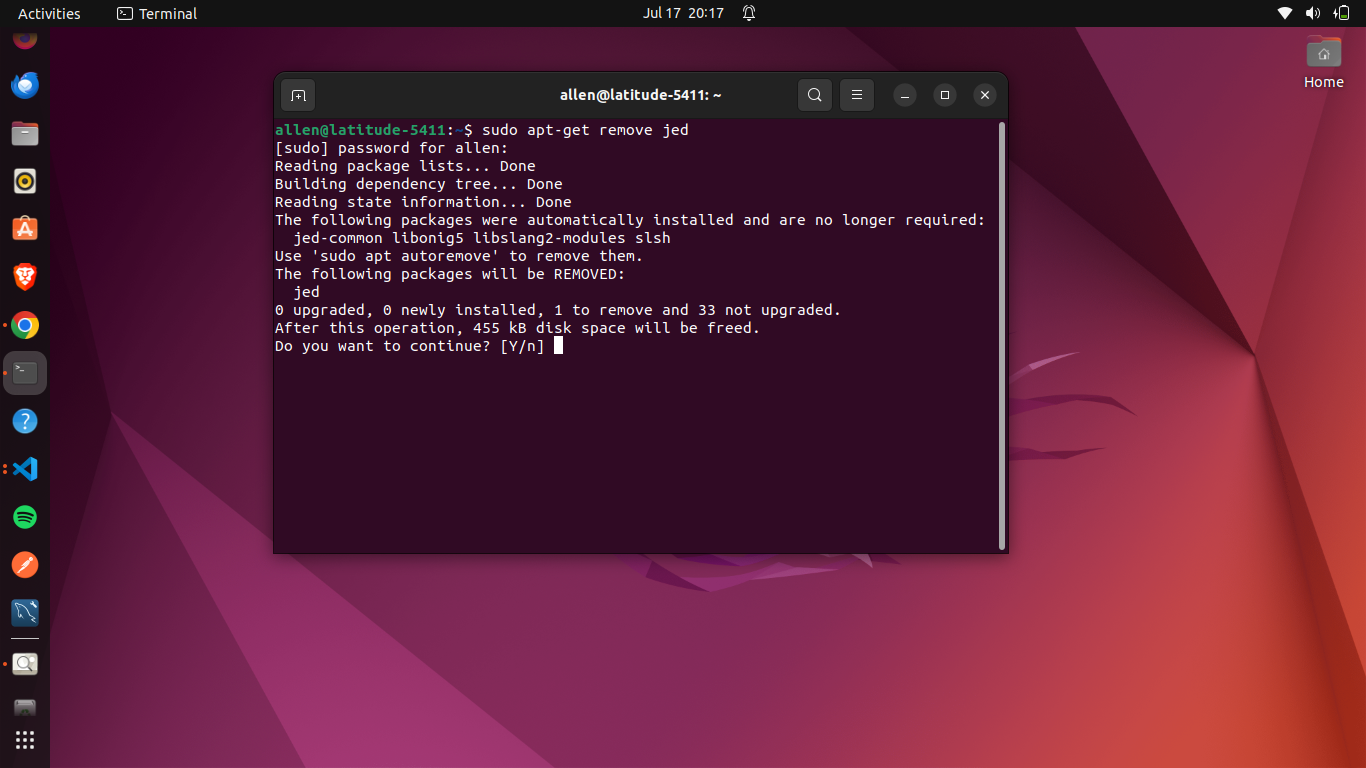 Activities
Terminal
Jul 17 20:17
Home
allen@latitude-5411: ~
allen@latitude-5411:~$ sudo apt-get remove jed
[sudo] password for allen:
Reading package lists... Done
Building dependency tree... Done
Reading state information... Done
The following packages were automatically installed and are no longer required:
  jed-common libonig5 libslang2-modules slsh
Use 'sudo apt autoremove' to remove them.
The following packages will be REMOVED:
  jed
0 upgraded, 0 newly installed, 1 to remove and 33 not upgraded.
After this operation, 455 kB disk space will be freed.
Do you want to continue? [Y/n]